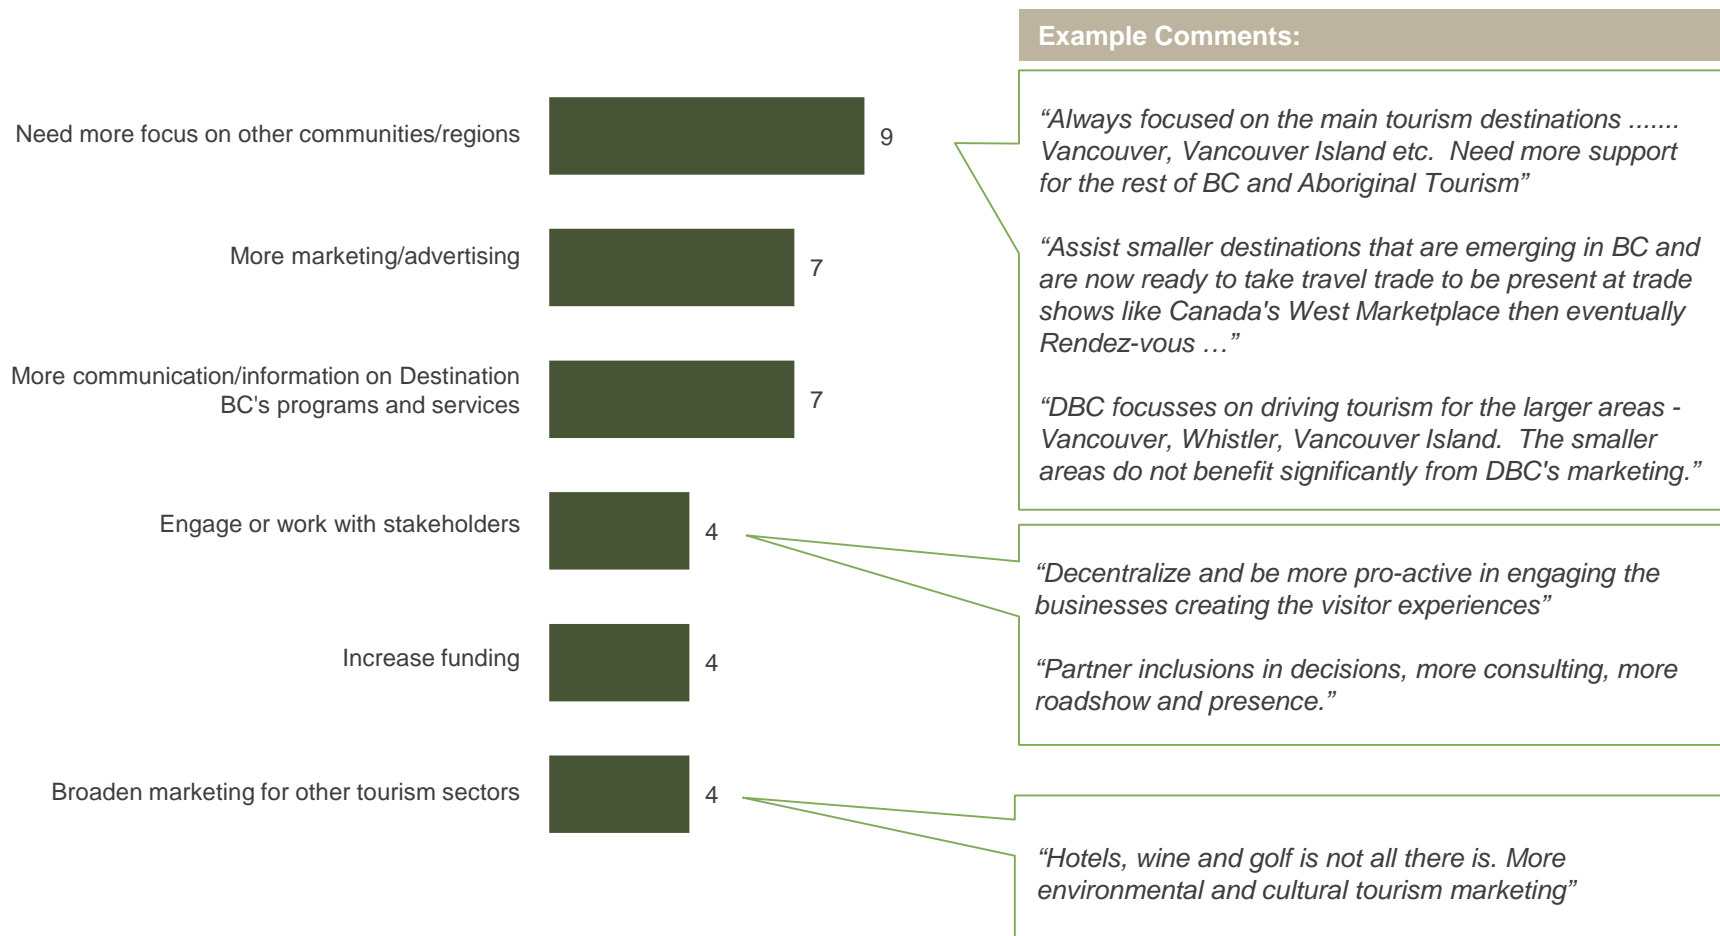 Example Comments:
Need more focus on other communities/regions
9
More marketing/advertising
7
More communication/information on Destination
BC's programs and services
7
Engage or work with stakeholders
4
Increase funding
4
Broaden marketing for other tourism sectors
4
“Always focused on the main tourism destinations .......
Vancouver, Vancouver Island etc.  Need more support
for the rest of BC and Aboriginal Tourism”
“Assist smaller destinations that are emerging in BC and
are now ready to take travel trade to be present at trade
shows like Canada's West Marketplace then eventually
Rendez-vous …”
“DBC focusses on driving tourism for the larger areas -
Vancouver, Whistler, Vancouver Island.  The smaller
areas do not benefit significantly from DBC's marketing.”
“Decentralize and be more pro-active in engaging the
businesses creating the visitor experiences”
“Partner inclusions in decisions, more consulting, more
roadshow and presence.”
“Hotels, wine and golf is not all there is. More
environmental and cultural tourism marketing”